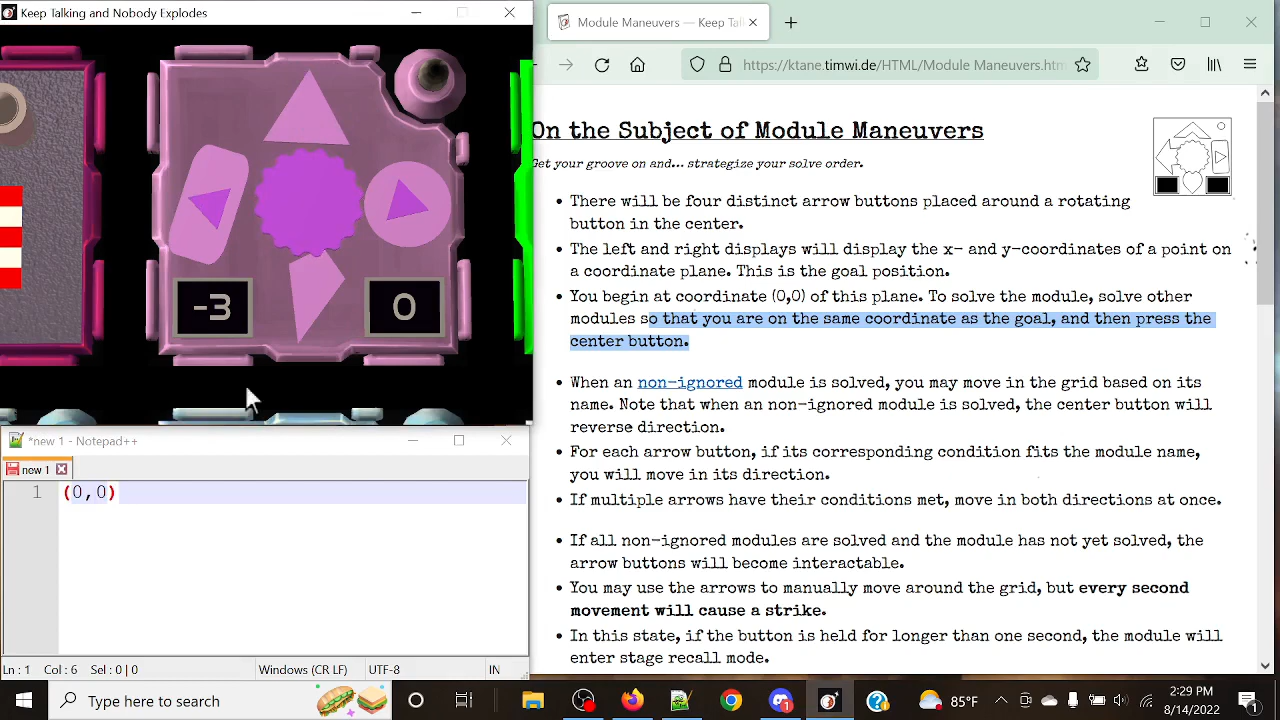 Keep Talking and Nobody Explodes
-3
0
*new 1 - Notepad++
new 1
1
(0,0)
Ln : 1 Col : 6 Sel : 0 | 0 Windows (CR LF) UTF-8 IN
Module Maneuvers — Keep Tal
https://ktane.timwi.de/HTML/Module Maneuvers.htm
On the Subject of Module Maneuvers
Get your groove on and… strategize your solve order.
• There will be four distinct arrow buttons placed around a rotating
button in the center.
• The left and right displays will display the x- and y-coordinates of a point on
a coordinate plane. This is the goal position.
• You begin at coordinate (0,0) of this plane. To solve the module, solve other
modules so that you are on the same coordinate as the goal, and then press the
center button.
• When an non-ignored module is solved, you may move in the grid based on its
name. Note that when an non-ignored module is solved, the center button will
reverse direction.
• For each arrow button, if its corresponding condition fits the module name,
you will move in its direction.
• If multiple arrows have their conditions met, move in both directions at once.
• If all non-ignored modules are solved and the module has not yet solved, the
arrow buttons will become interactable.
• You may use the arrows to manually move around the grid, but every second
movement will cause a strike.
• In this state, if the button is held for longer than one second, the module will
enter stage recall mode.
Type here to search
1
85°F
2:29 PM
8/14/2022
1